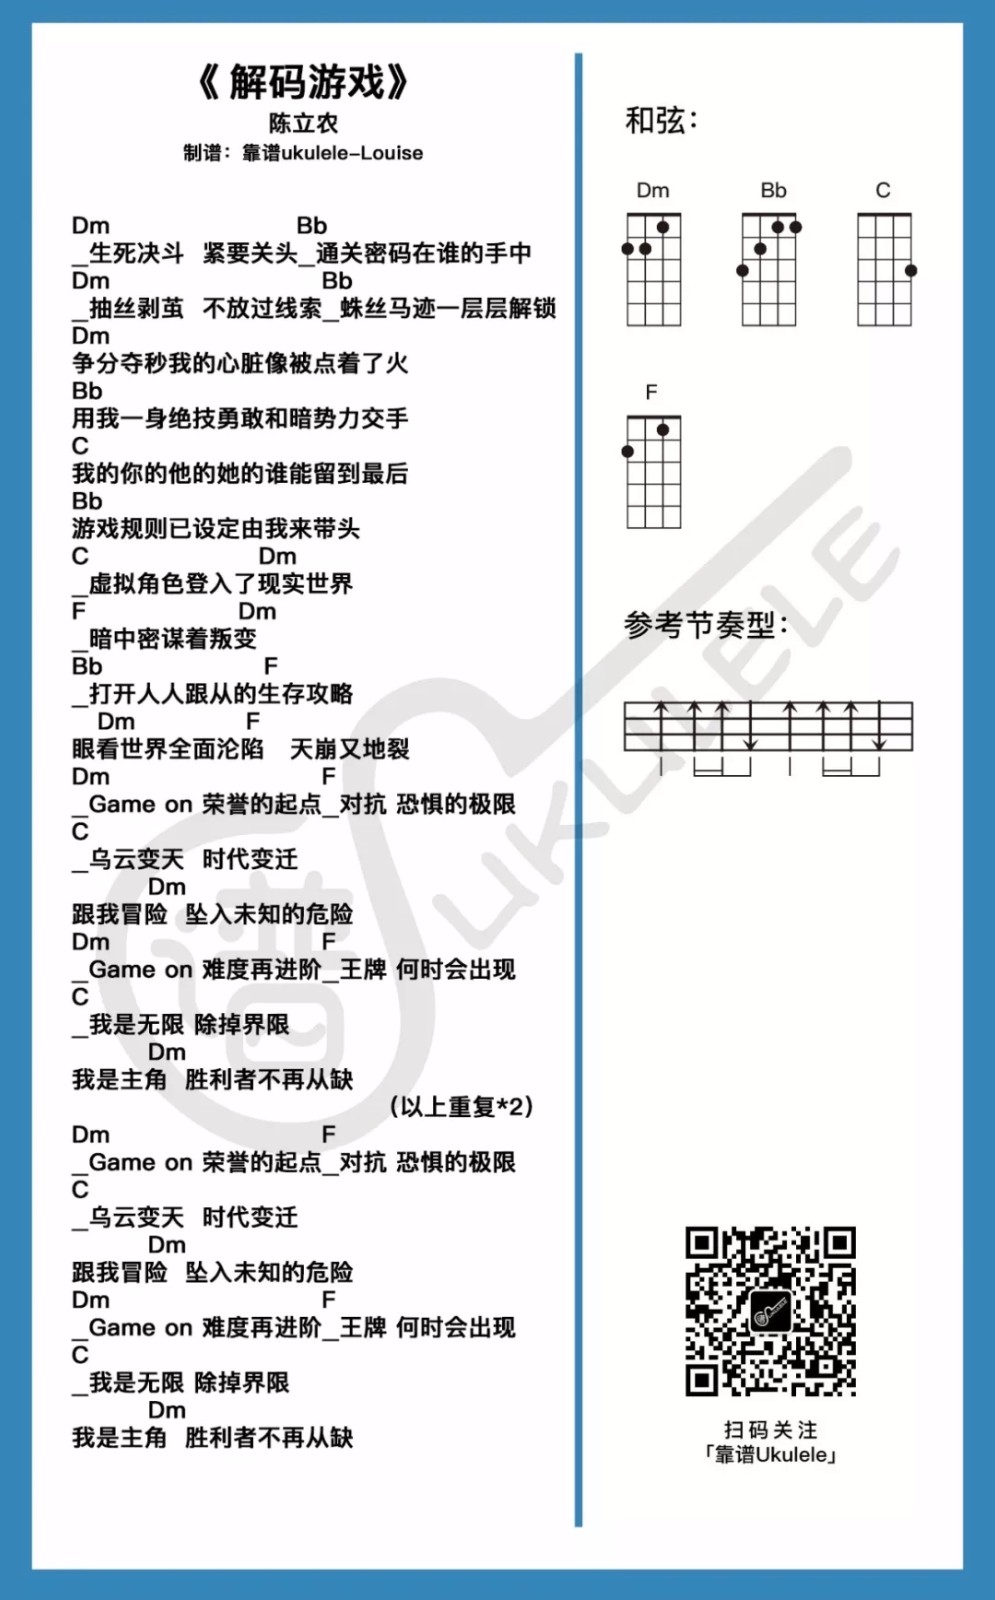 《解码游戏》
陈立农
制谱：靠谱ukulele-Louise
Dm Bb
_生死决斗 紧要关头_通关密码在谁的手中
Dm Bb
_抽丝剥茧 不放过线索_蛛丝马迹一层层解锁
Dm
争分夺秒我的心脏像被点着了火
Bb
用我一身绝技勇敢和暗势力交手
C
我的你的他的她的谁能留到最后
Bb
游戏规则已设定由我来带头
C Dm
_虚拟角色登入了现实世界
F Dm
_暗中密谋着叛变
Bb F
_打开人人跟从的生存攻略
Dm F
眼看世界全面沦陷 天崩又地裂
Dm F
_Game on 荣誉的起点_对抗 恐惧的极限
C
_乌云变天 时代变迁
Dm
跟我冒险 坠入未知的危险
Dm F
_Game on 难度再进阶_王牌 何时会出现
C
_我是无限 除掉界限
Dm
我是主角 胜利者不再从缺
（以上重复*2）
Dm F
_Game on 荣誉的起点_对抗 恐惧的极限
C
_乌云变天 时代变迁
Dm
跟我冒险 坠入未知的危险
Dm F
_Game on 难度再进阶_王牌 何时会出现
C
_我是无限 除掉界限
Dm
我是主角 胜利者不再从缺
和弦：
Dm Bb C
F
参考节奏型：
谱UKULELE
扫码关注
「靠谱Ukulele」